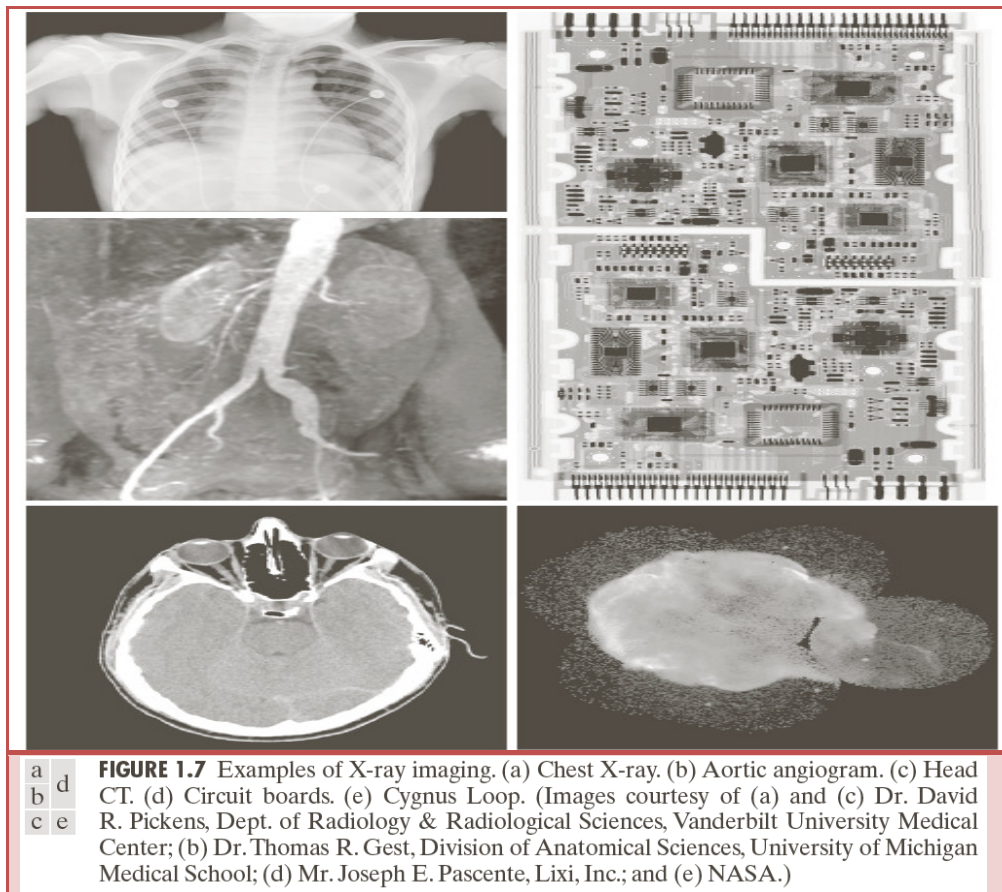 a
b
c
d
e
FIGURE 1.7 Examples of X-ray imaging. (a) Chest X-ray. (b) Aortic angiogram. (c) Head
CT. (d) Circuit boards. (e) Cygnus Loop. (Images courtesy of (a) and (c) Dr. David
R. Pickens, Dept. of Radiology & Radiological Sciences, Vanderbilt University Medical
Center; (b) Dr. Thomas R. Gest, Division of Anatomical Sciences, University of Michigan
Medical School; (d) Mr. Joseph E. Pascente, Lixi, Inc.; and (e) NASA.)